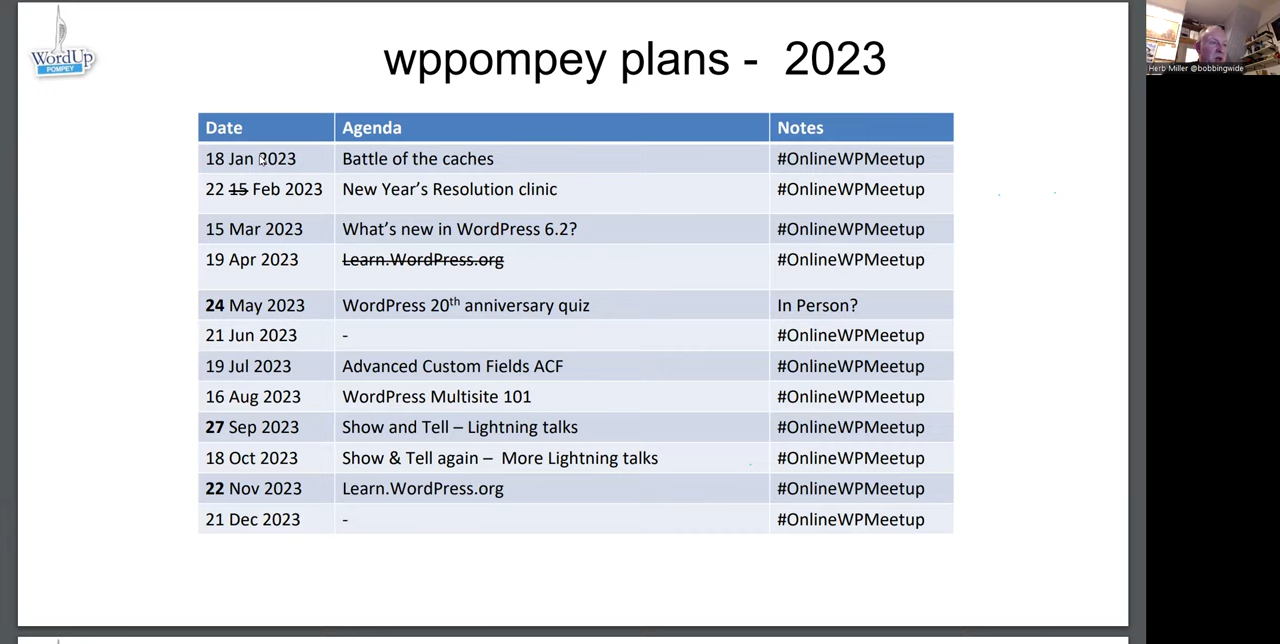 WordUp
POMPEY
wppompey plans - 2023
Herb Miller @bobbingwide
Date Agenda Notes
18 Jan 2023 Battle of the caches #OnlineWPMeetup
22 15 Feb 2023 New Year’s Resolution clinic #OnlineWPMeetup
15 Mar 2023 What’s new in WordPress 6.2? #OnlineWPMeetup
19 Apr 2023 Learn.WordPress.org #OnlineWPMeetup
24 May 2023 WordPress 20th anniversary quiz In Person?
21 Jun 2023 - #OnlineWPMeetup
19 Jul 2023 Advanced Custom Fields ACF #OnlineWPMeetup
16 Aug 2023 WordPress Multisite 101 #OnlineWPMeetup
27 Sep 2023 Show and Tell – Lightning talks #OnlineWPMeetup
18 Oct 2023 Show & Tell again – More Lightning talks #OnlineWPMeetup
22 Nov 2023 Learn.WordPress.org #OnlineWPMeetup
21 Dec 2023 - #OnlineWPMeetup